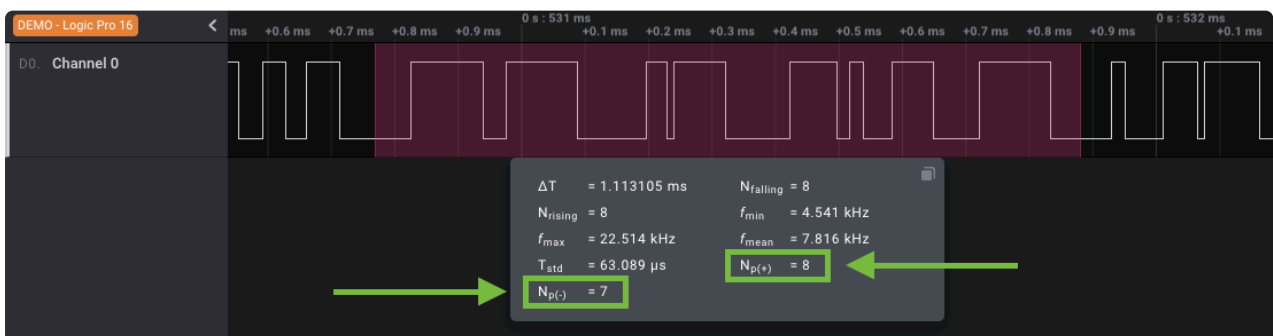 DEMO - Logic Pro 16
0 s : 531 ms
0 s : 532 ms
ms +0.6 ms +0.7 ms +0.8 ms +0.9 ms +0.1 ms +0.2 ms +0.3 ms +0.4 ms +0.5 ms +0.6 ms +0.7 ms +0.8 ms +0.9 ms +0.1 ms
D0. Channel 0
ΔT = 1.113105 ms Nfalling = 8
Nrising = 8 fmin = 4.541 kHz
fmax = 22.514 kHz fmean = 7.816 kHz
Tstd = 63.089 μs Np(+) = 8
Np(-) = 7